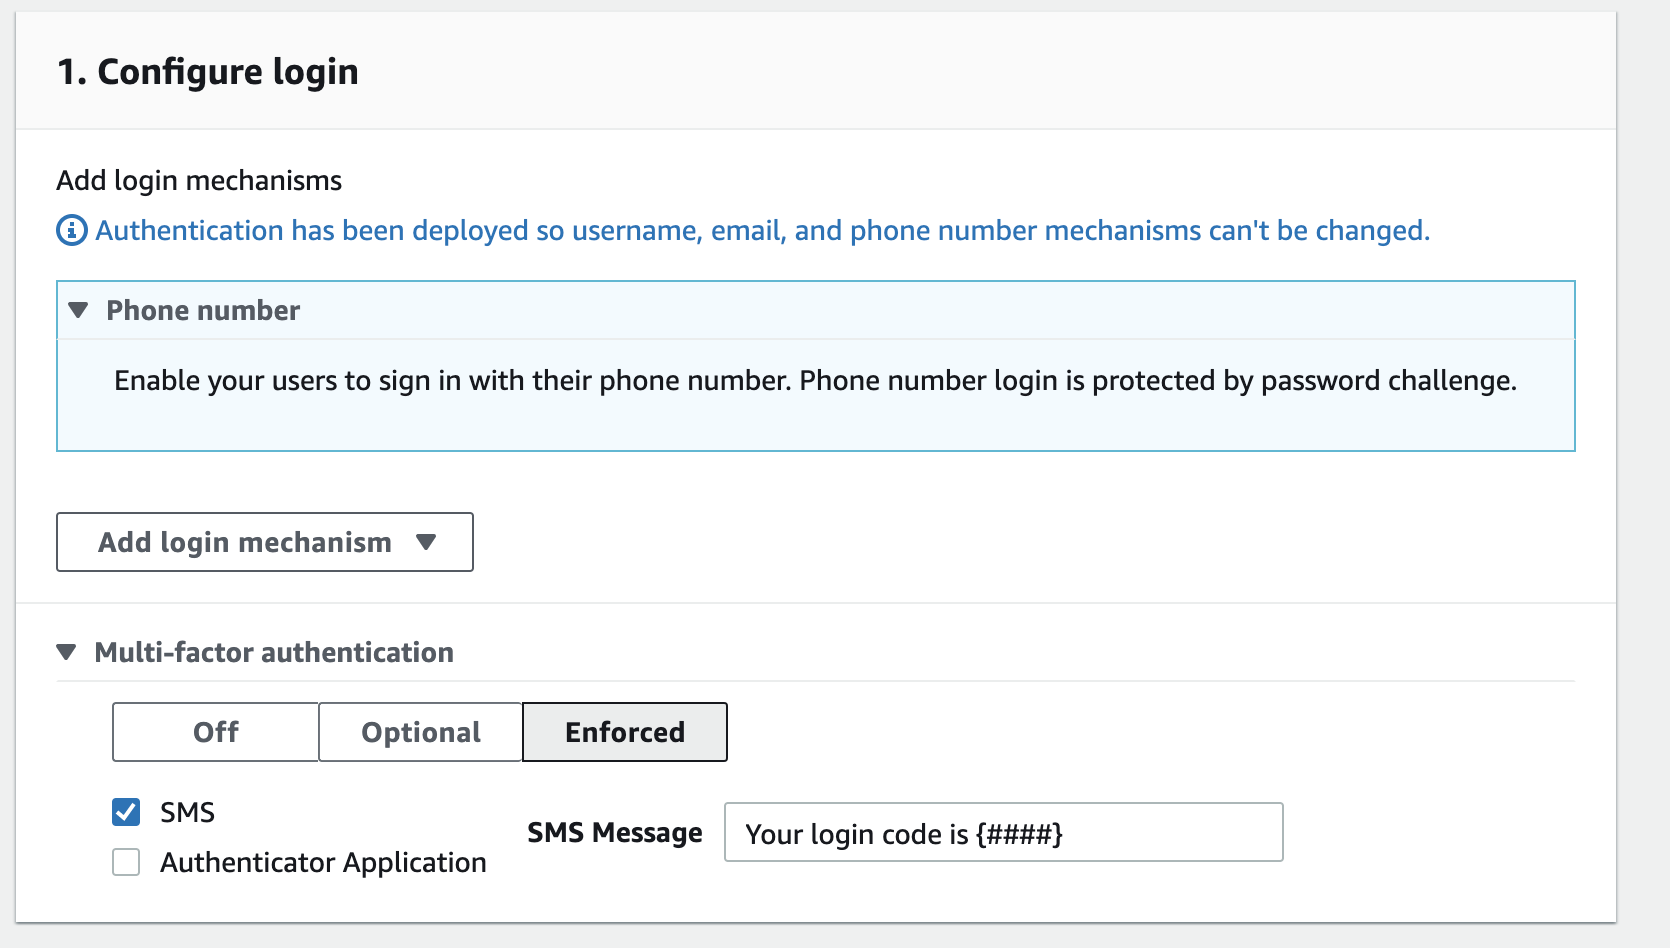 1. Configure login
Add login mechanisms
Authentication has been deployed so username, email, and phone number mechanisms can't be changed.
Phone number
Enable your users to sign in with their phone number. Phone number login is protected by password challenge.
Add login mechanism
Multi-factor authentication
Off Optional Enforced
SMS
SMS Message Your login code is {####}
Authenticator Application